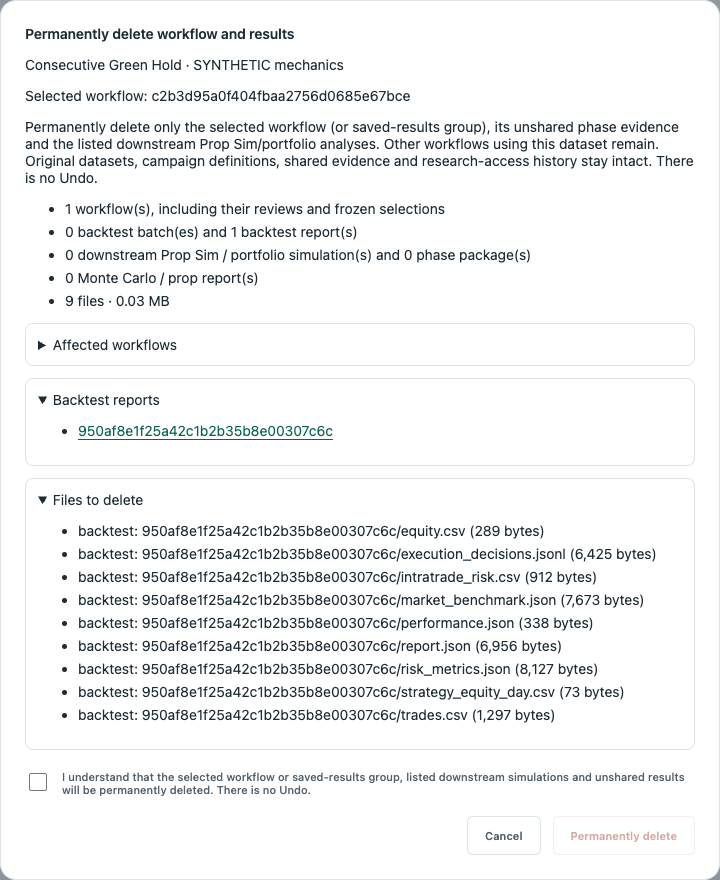 Permanently delete workflow and results
Consecutive Green Hold · SYNTHETIC mechanics
Selected workflow: c2b3d95a0f404fbaa2756d0685e67bce
Permanently delete only the selected workflow (or saved-results group), its unshared phase evidence
and the listed downstream Prop Sim/portfolio analyses. Other workflows using this dataset remain.
Original datasets, campaign definitions, shared evidence and research-access history stay intact. There
is no Undo.
• 1 workflow(s), including their reviews and frozen selections
• 0 backtest batch(es) and 1 backtest report(s)
• 0 downstream Prop Sim / portfolio simulation(s) and 0 phase package(s)
• 0 Monte Carlo / prop report(s)
• 9 files · 0.03 MB
▶ Affected workflows
▼ Backtest reports
• 950af8e1f25a42c1b2b35b8e00307c6c
▼ Files to delete
• backtest: 950af8e1f25a42c1b2b35b8e00307c6c/equity.csv (289 bytes)
• backtest: 950af8e1f25a42c1b2b35b8e00307c6c/execution_decisions.jsonl (6,425 bytes)
• backtest: 950af8e1f25a42c1b2b35b8e00307c6c/intratrade_risk.csv (912 bytes)
• backtest: 950af8e1f25a42c1b2b35b8e00307c6c/market_benchmark.json (7,673 bytes)
• backtest: 950af8e1f25a42c1b2b35b8e00307c6c/performance.json (338 bytes)
• backtest: 950af8e1f25a42c1b2b35b8e00307c6c/report.json (6,956 bytes)
• backtest: 950af8e1f25a42c1b2b35b8e00307c6c/risk_metrics.json (8,127 bytes)
• backtest: 950af8e1f25a42c1b2b35b8e00307c6c/strategy_equity_day.csv (73 bytes)
• backtest: 950af8e1f25a42c1b2b35b8e00307c6c/trades.csv (1,297 bytes)
I understand that the selected workflow or saved-results group, listed downstream simulations and unshared results
will be permanently deleted. There is no Undo.
Cancel
Permanently delete